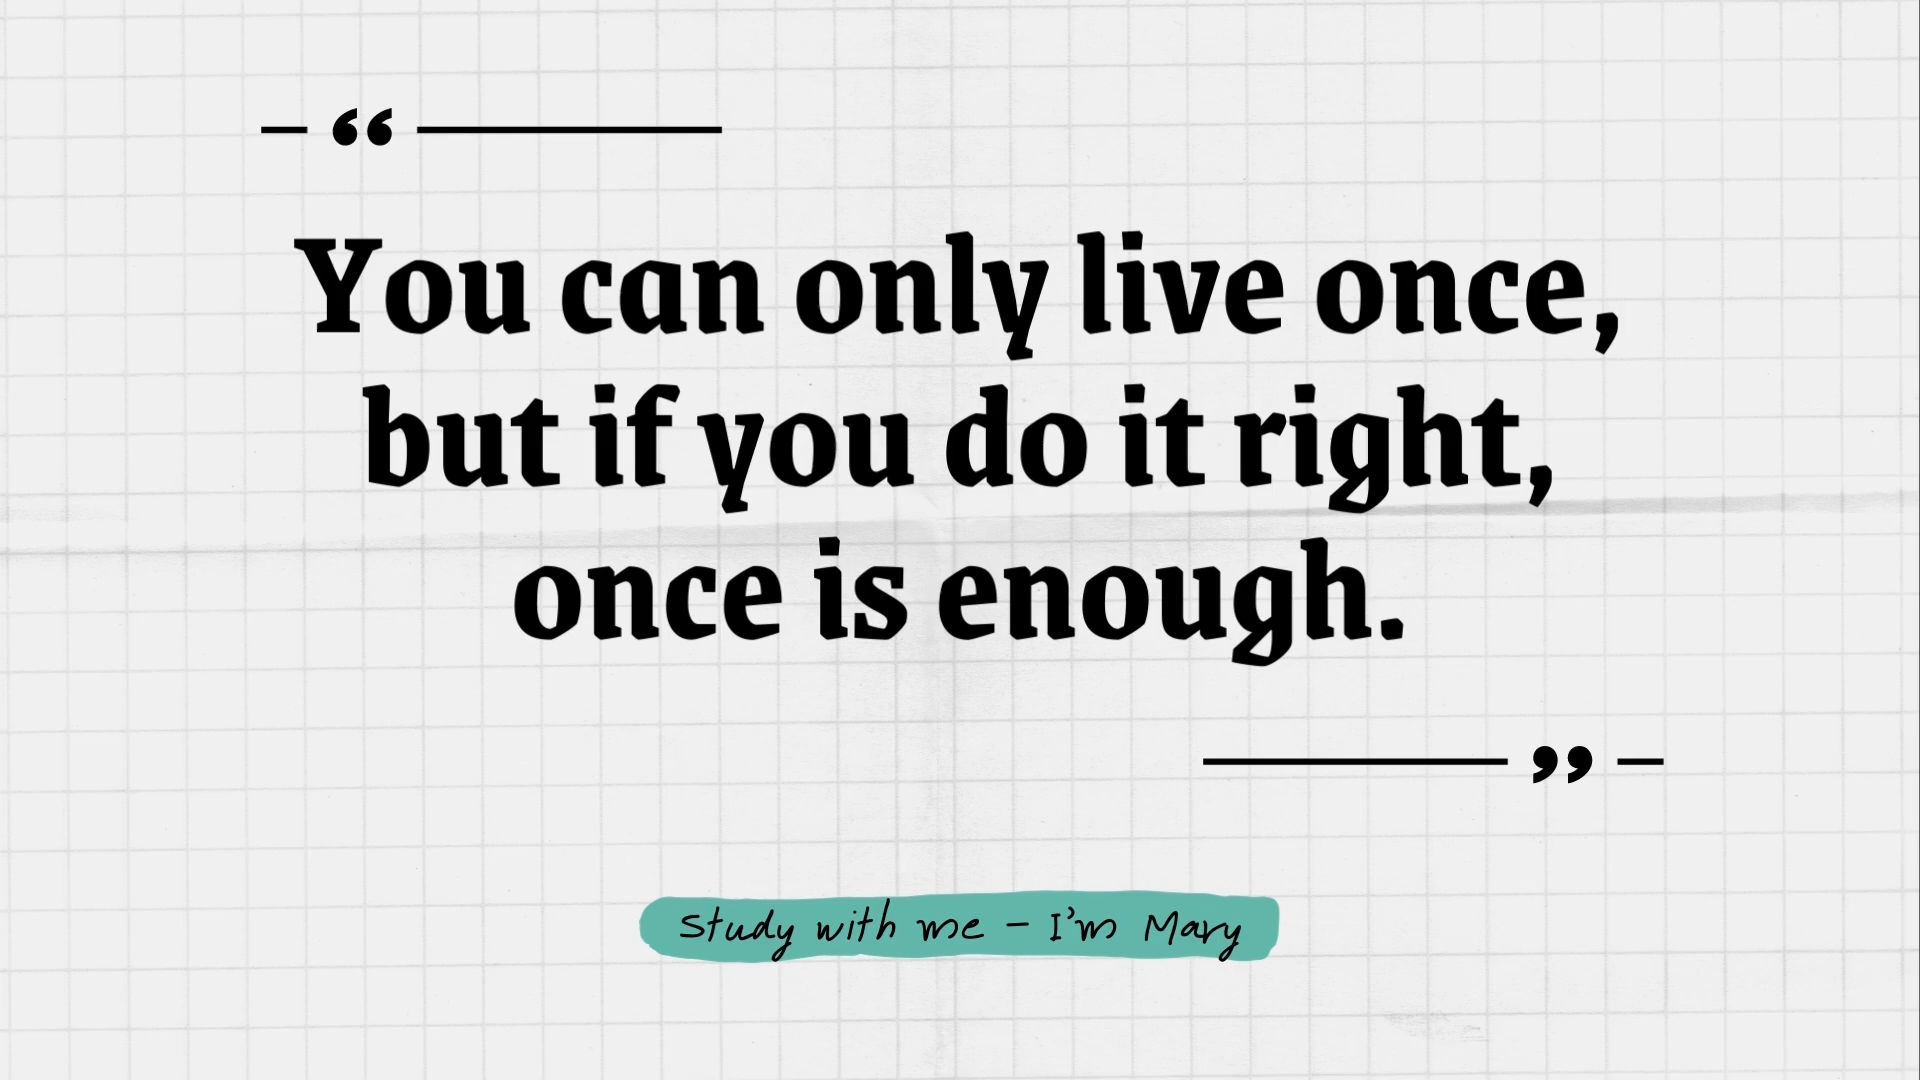 “
You can only live once,
but if you do it right,
once is enough.
”
Study with me - I'm Mary